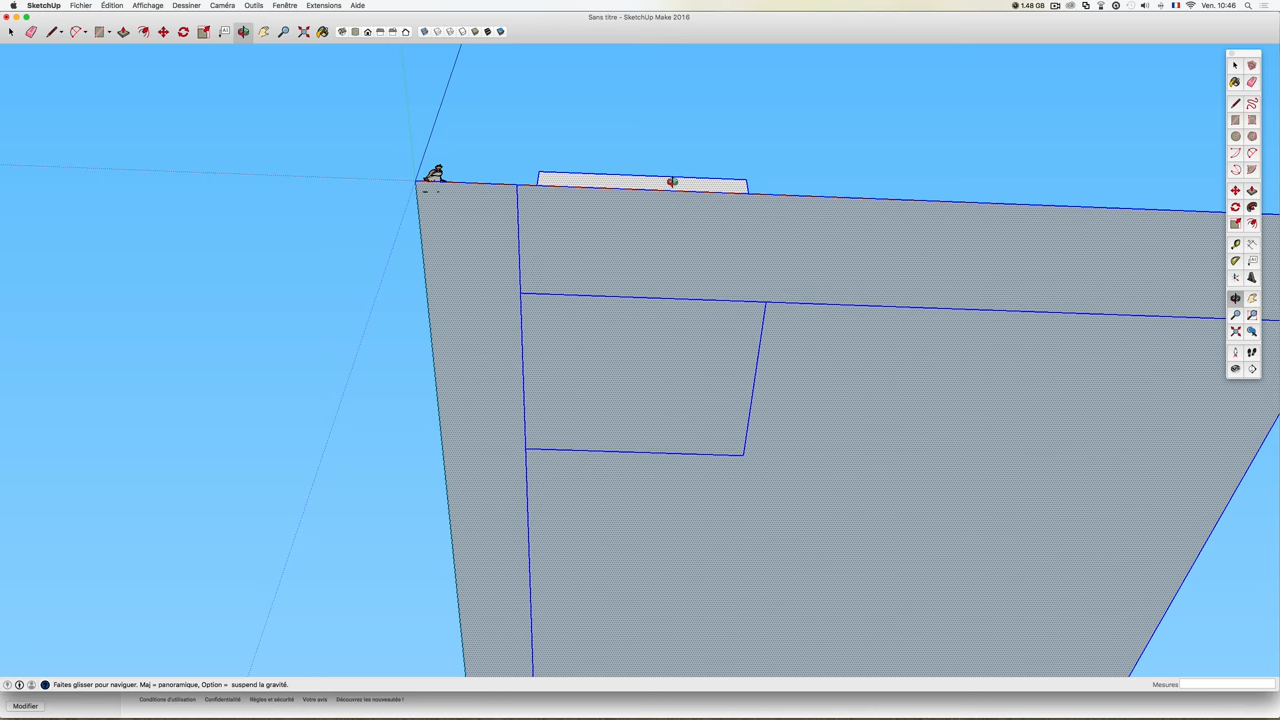 SketchUp Fichier Édition Affichage Dessiner Caméra Outils Fenêtre Extensions Aide 1.48 GB Ven. 10:46
Sans titre - SketchUp Make 2016
Faites glisser pour naviguer. Maj = panoramique, Option = suspend la gravité. Mesures
Conditions d'utilisation Confidentialité Règles et sécurité Votre avis Découvrez les nouveautés !
Modifier